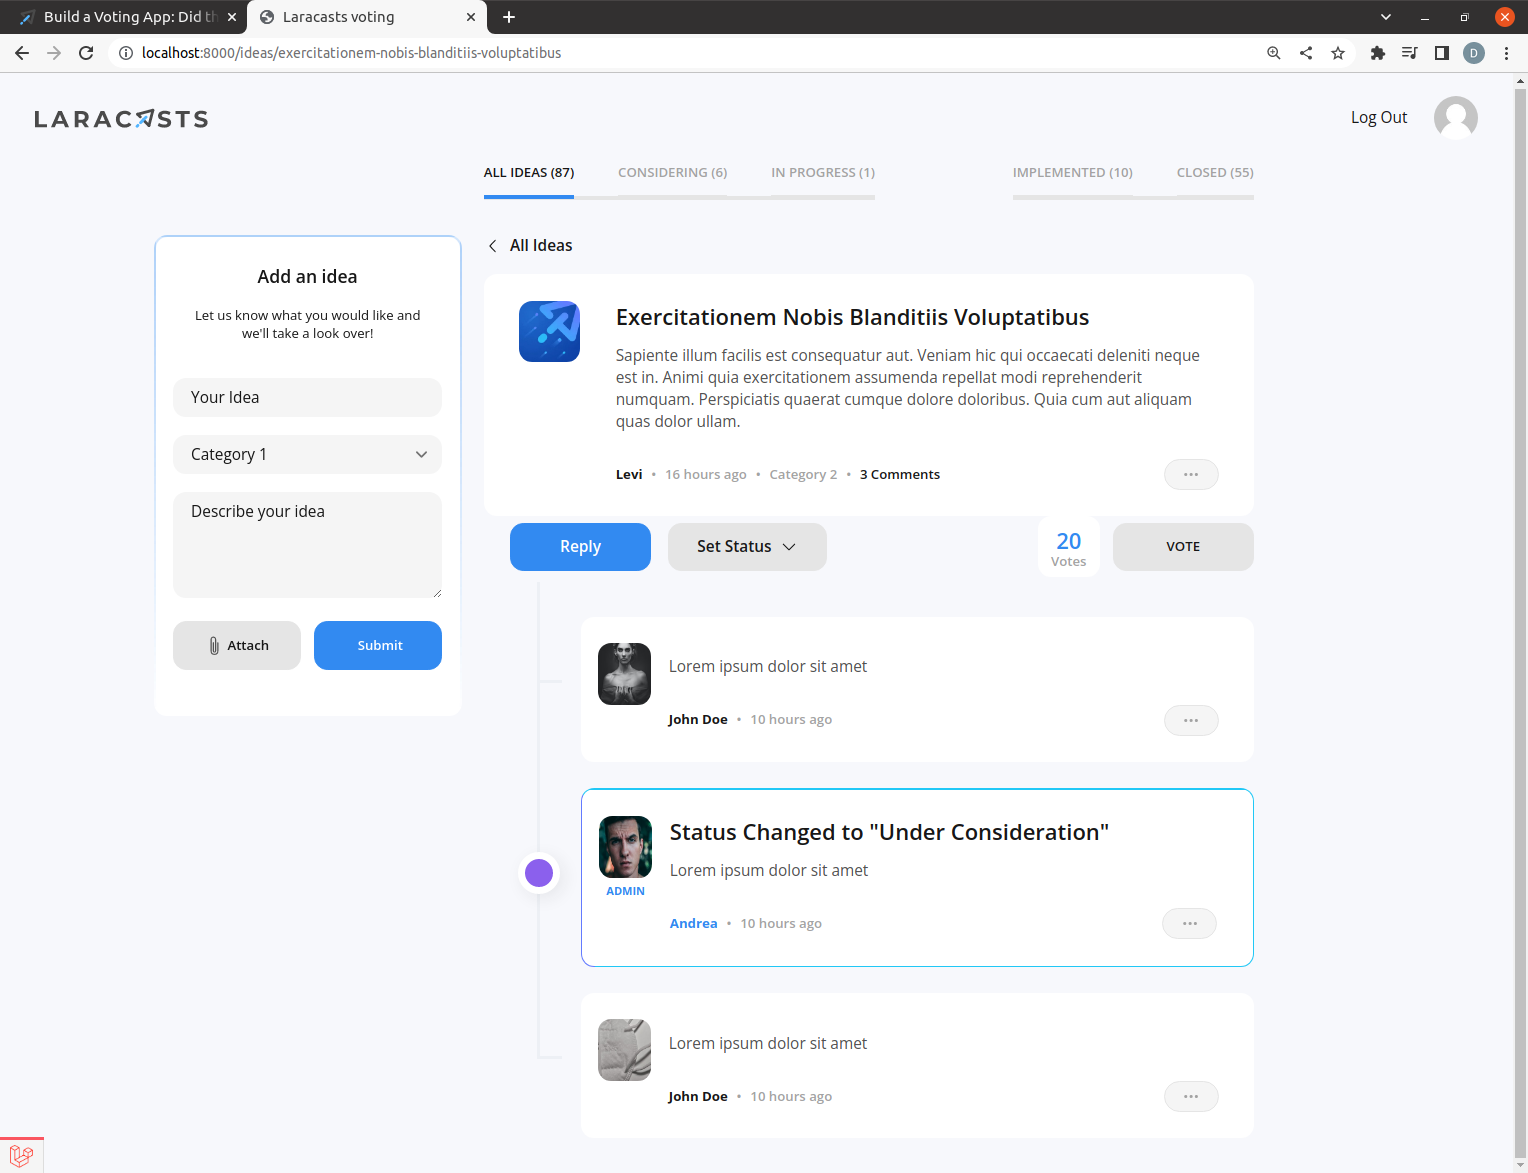 Build a Voting App: Did th
Laracasts voting
localhost:8000/ideas/exercitationem-nobis-blanditiis-voluptatibus
D
LARACASTS
Log Out
ALL IDEAS (87)
CONSIDERING (6)
IN PROGRESS (1)
IMPLEMENTED (10)
CLOSED (55)
Add an idea
Let us know what you would like and
we'll take a look over!
Your Idea
Category 1
Describe your idea
Attach
Submit
All Ideas
Exercitationem Nobis Blanditiis Voluptatibus
Sapiente illum facilis est consequatur aut. Veniam hic qui occaecati deleniti neque
est in. Animi quia exercitationem assumenda repellat modi reprehenderit
numquam. Perspiciatis quaerat cumque dolore doloribus. Quia cum aut aliquam
quas dolor ullam.
Levi • 16 hours ago • Category 2 • 3 Comments
Reply
Set Status
20
Votes
VOTE
Lorem ipsum dolor sit amet
John Doe • 10 hours ago
Status Changed to "Under Consideration"
Lorem ipsum dolor sit amet
ADMIN
Andrea • 10 hours ago
Lorem ipsum dolor sit amet
John Doe • 10 hours ago